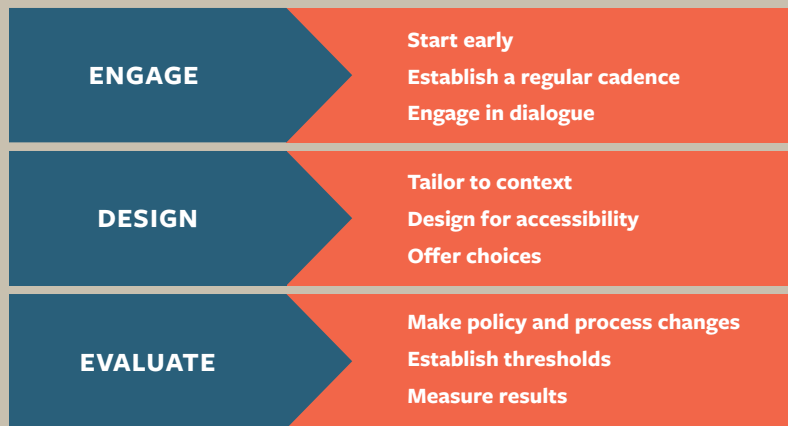 ENGAGE
Start early
Establish a regular cadence
Engage in dialogue
DESIGN
Tailor to context
Design for accessibility
Offer choices
EVALUATE
Make policy and process changes
Establish thresholds
Measure results